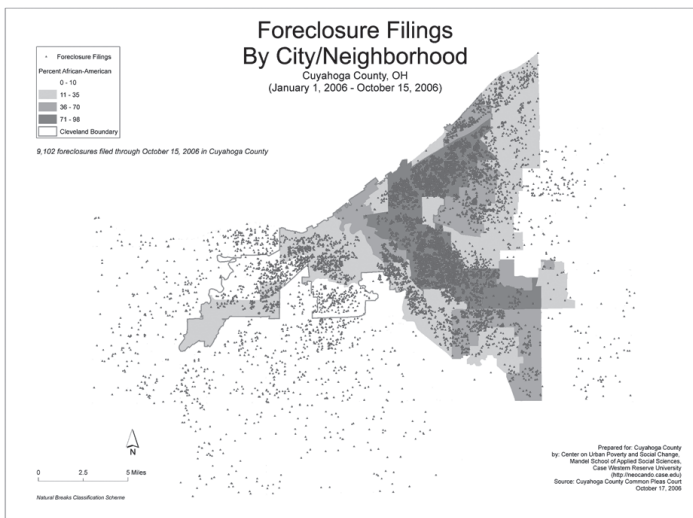 Foreclosure Filings
By City/Neighborhood
Cuyahoga County, OH
(January 1, 2006 - October 15, 2006)
Foreclosure Filings
Percent African-American
0 - 10
11 - 35
36 - 70
71 - 98
Cleveland Boundary
9,102 foreclosures filed through October 15, 2006 in Cuyahoga County
N
0 2.5 5 Miles
Natural Breaks Classification Scheme
Prepared for: Cuyahoga County
by: Center on Urban Poverty and Social Change,
Mandel School of Applied Social Sciences,
Case Western Reserve University
(http://neocando.case.edu)
Source: Cuyahoga County Common Pleas Court
October 17, 2006